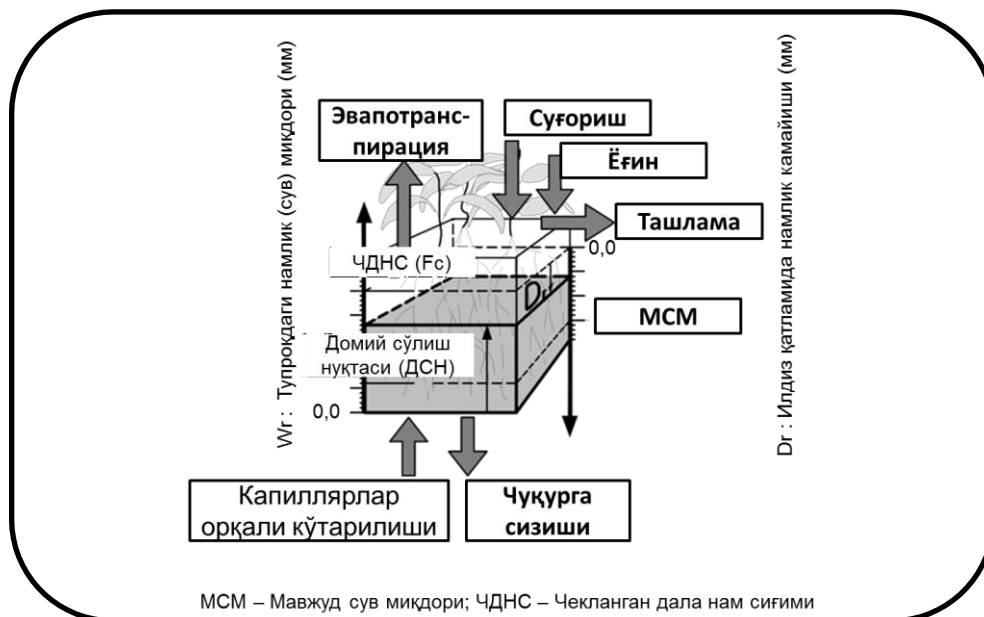 Wr : Тупроқдаги намлик (сув) миқдори (мм)
Эвапотранс-
пирация
Суғориш
Ёғин
Ташлама
0,0
ЧДНС (Fc)
Dr
МСМ
Домий сўлиш
нуқтаси (ДСН)
0,0
Капиллярлар
орқали кўтарилиши
Чуқурга
сизиши
Dr : Илдиз қатламида намлик камайиши (мм)
МСМ – Мавжуд сув миқдори; ЧДНС – Чекланган дала нам сиғими